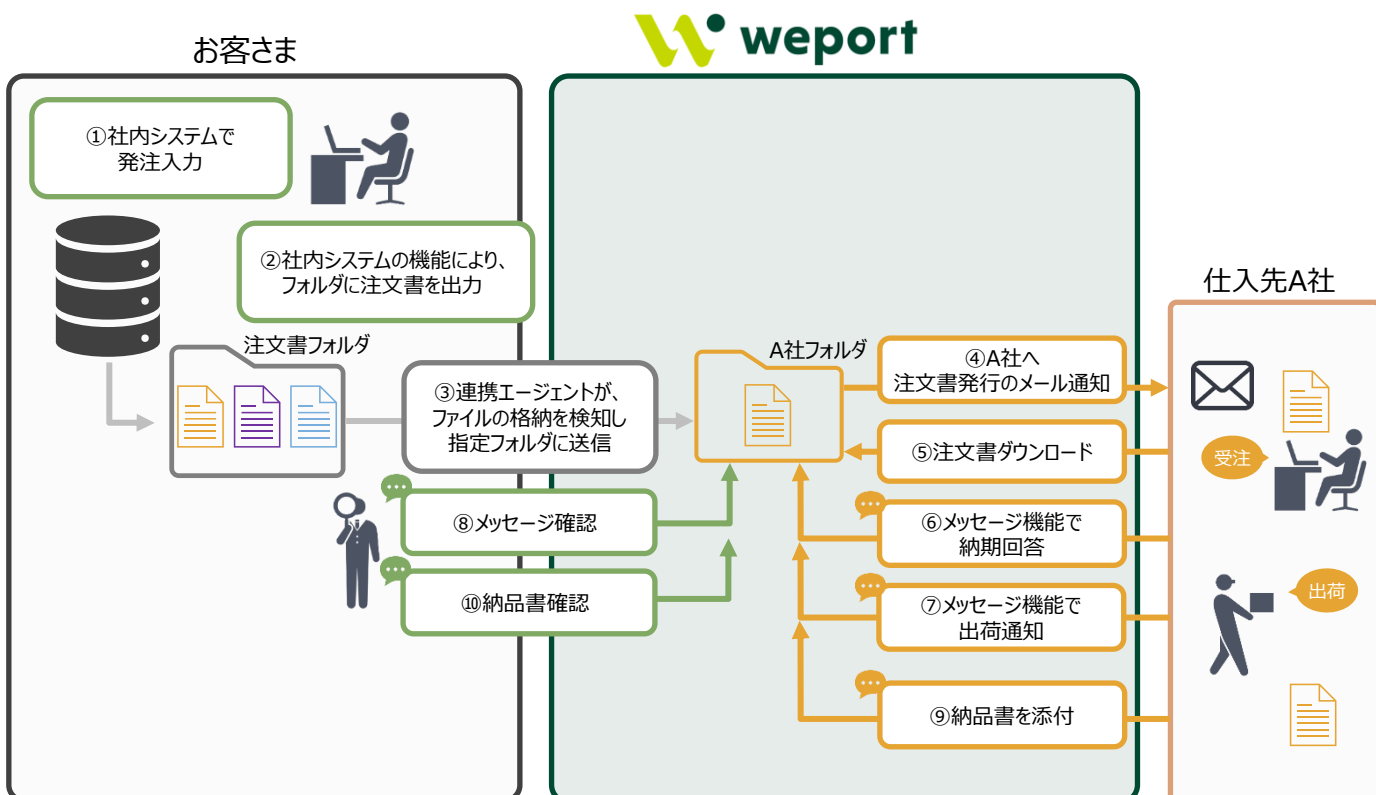 お客さま
weport
①社内システムで
発注入力
②社内システムの機能により、
フォルダに注文書を出力
仕入先A社
注文書フォルダ
A社フォルダ
③連携エージェントが、
ファイルの格納を検知し
指定フォルダに送信
④A社へ
注文書発行のメール通知
⑤注文書ダウンロード
受注
⑧メッセージ確認
⑥メッセージ機能で
納期回答
⑩納品書確認
⑦メッセージ機能で
出荷通知
出荷
⑨納品書を添付